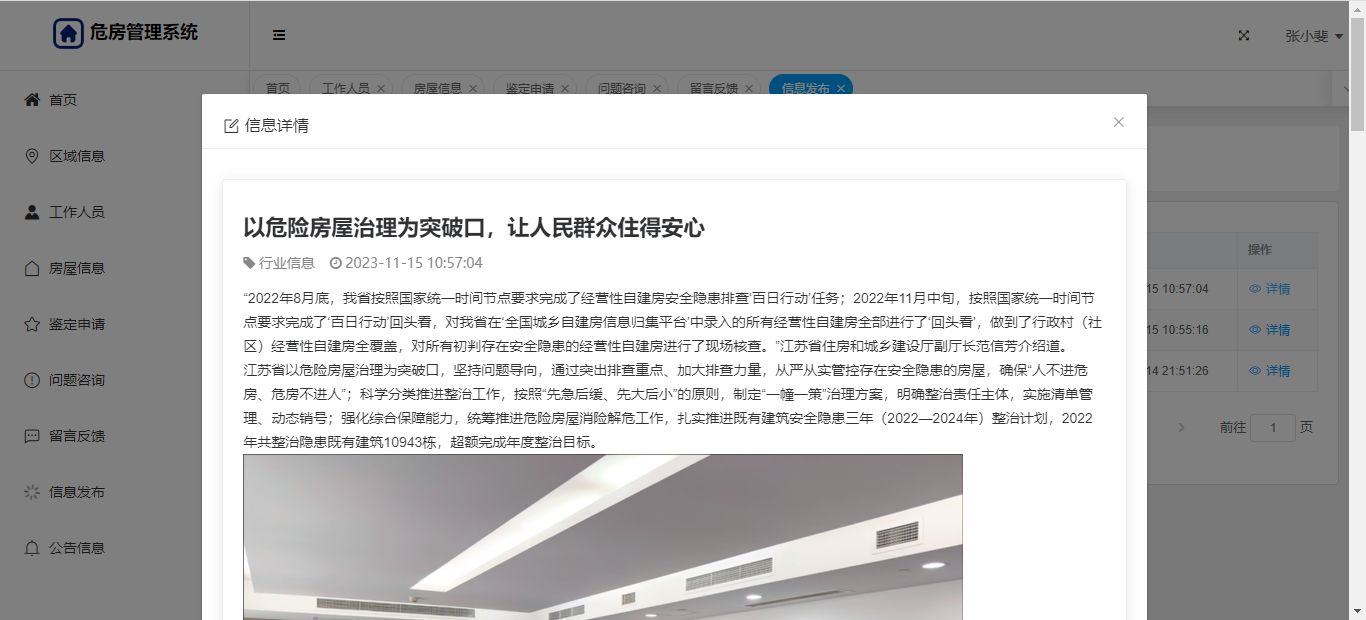 危房管理系统
张小斐
首页
工作人员
房屋信息
鉴定申请
问题咨询
留言反馈
信息发布
首页
区域信息
工作人员
房屋信息
鉴定申请
问题咨询
留言反馈
信息发布
公告信息
信息详情
以危险房屋治理为突破口，让人民群众住得安心
行业信息 2023-11-15 10:57:04
“2022年8月底，我省按照国家统一时间节点要求完成了经营性自建房安全隐患排查‘百日行动’任务；2022年11月中旬，按照国家统一时间节
点要求完成了‘百日行动’回头看，对我省在‘全国城乡自建房信息归集平台’中录入的所有经营性自建房全部进行了‘回头看’，做到了行政村（社
区）经营性自建房全覆盖，对所有初判存在安全隐患的经营性自建房进行了现场核查。”江苏省住房和城乡建设厅副厅长范信芳介绍道。
江苏省以危险房屋治理为突破口，坚持问题导向，通过突出排查重点、加大排查力量，从严从实管控存在安全隐患的房屋，确保“人不进危
房、危房不进人”；科学分类推进整治工作，按照“先急后缓、先大后小”的原则，制定“一幢一策”治理方案，明确整治责任主体，实施清单管
理、动态销号；强化综合保障能力，统筹推进危险房屋消险解危工作，扎实推进既有建筑安全隐患三年（2022—2024年）整治计划，2022
年共整治隐患既有建筑10943栋，超额完成年度整治目标。
操作
15 10:57:04 详情
15 10:55:16 详情
14 21:51:26 详情
前往 1 页